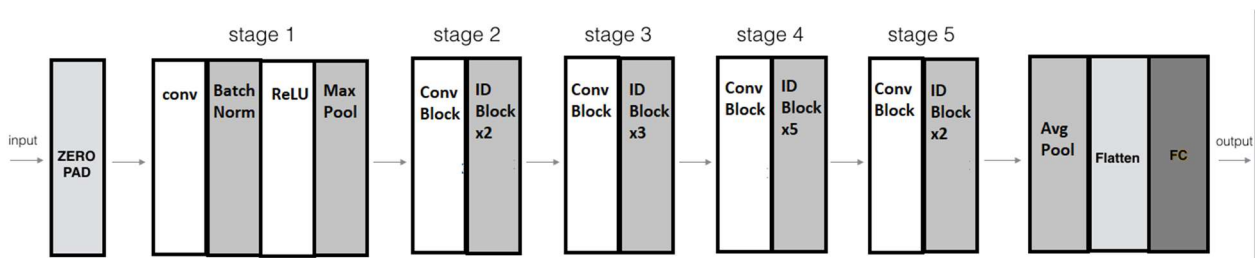 stage 1
stage 2
stage 3
stage 4
stage 5
input
ZERO
PAD
conv
Batch
Norm
ReLU
Max
Pool
Conv
Block
ID
Block
x2
Conv
Block
ID
Block
x3
Conv
Block
ID
Block
x5
Conv
Block
ID
Block
x2
Avg
Pool
Flatten
FC
output